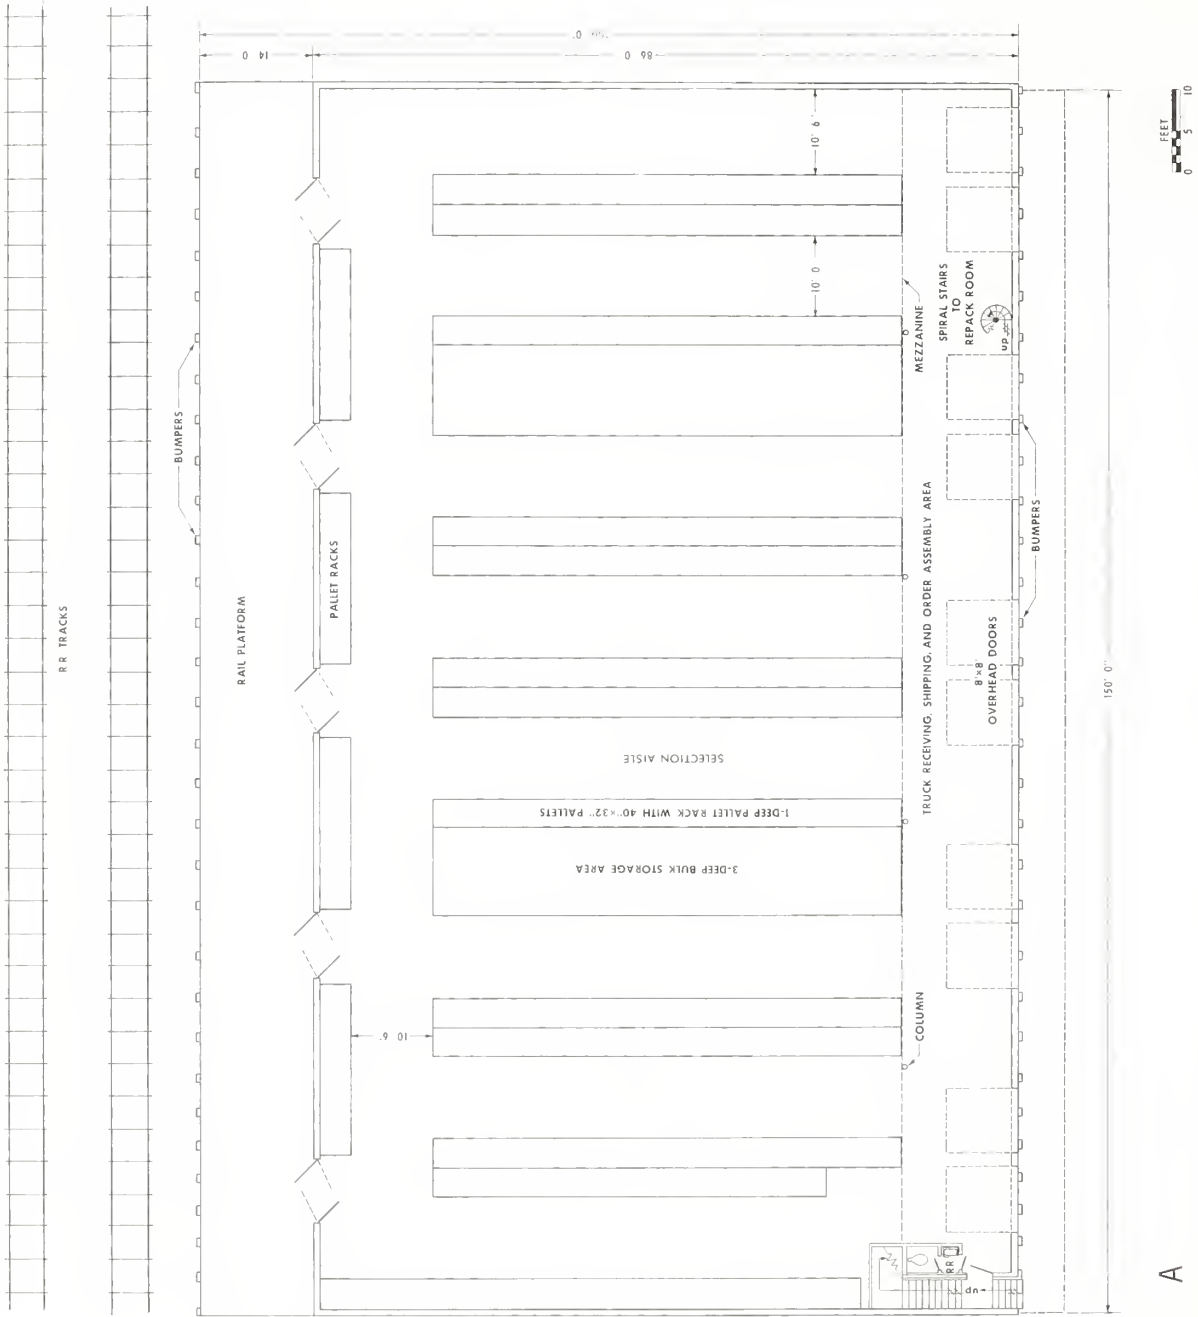 14' 0"
86' 0"
10' 6"
10' 0"
BUMPERS
MEZZANINE
SPIRAL STAIRS
TO
REPACK ROOM
UP
RR TRACKS
RAIL PLATFORM
PALLET RACKS
SELECTION AISLE
1-DEEP PALLET RACK WITH 40"×32" PALLETS
3-DEEP BULK STORAGE AREA
TRUCK RECEIVING, SHIPPING, AND ORDER ASSEMBLY AREA
8'×8'
OVERHEAD DOORS
BUMPERS
150' 0"
10' 6"
COLUMN
RR
UP
FEET
0 5 10
A